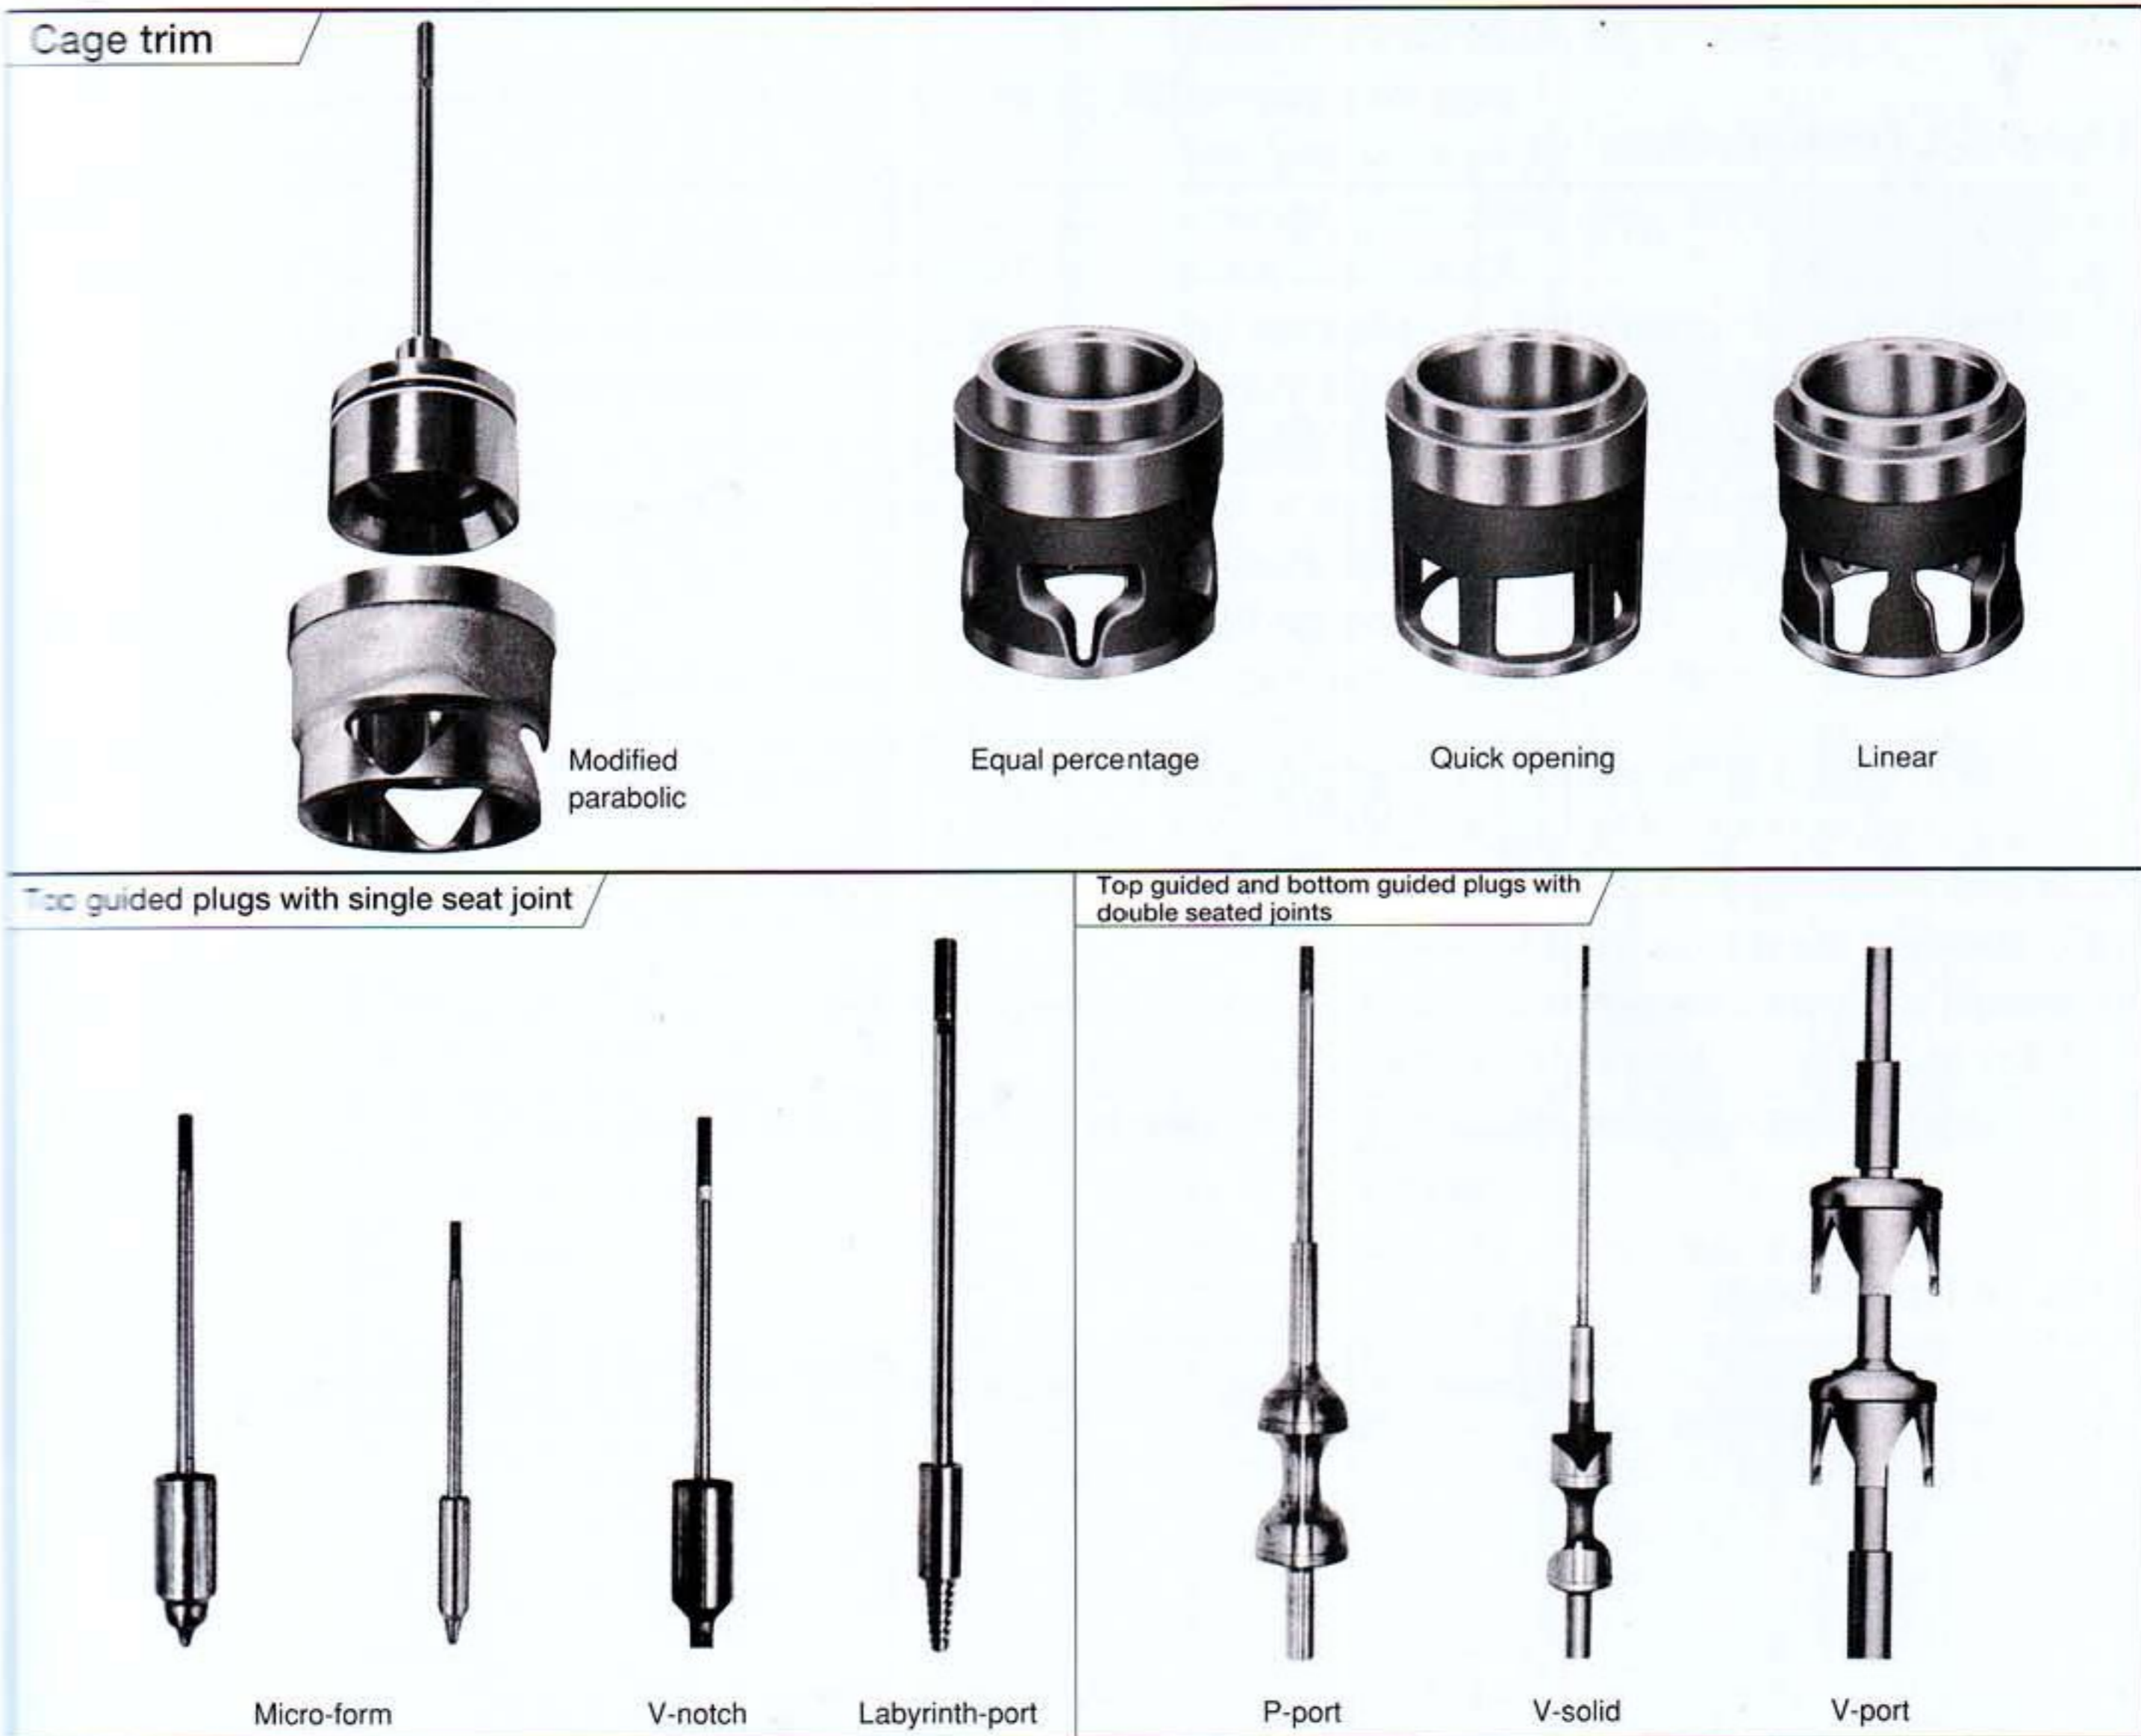 Cage trim
Modified
parabolic
Equal percentage
Quick opening
Linear
Top guided plugs with single seat joint
Top guided and bottom guided plugs with
double seated joints
Micro-form
V-notch
Labyrinth-port
P-port
V-solid
V-port